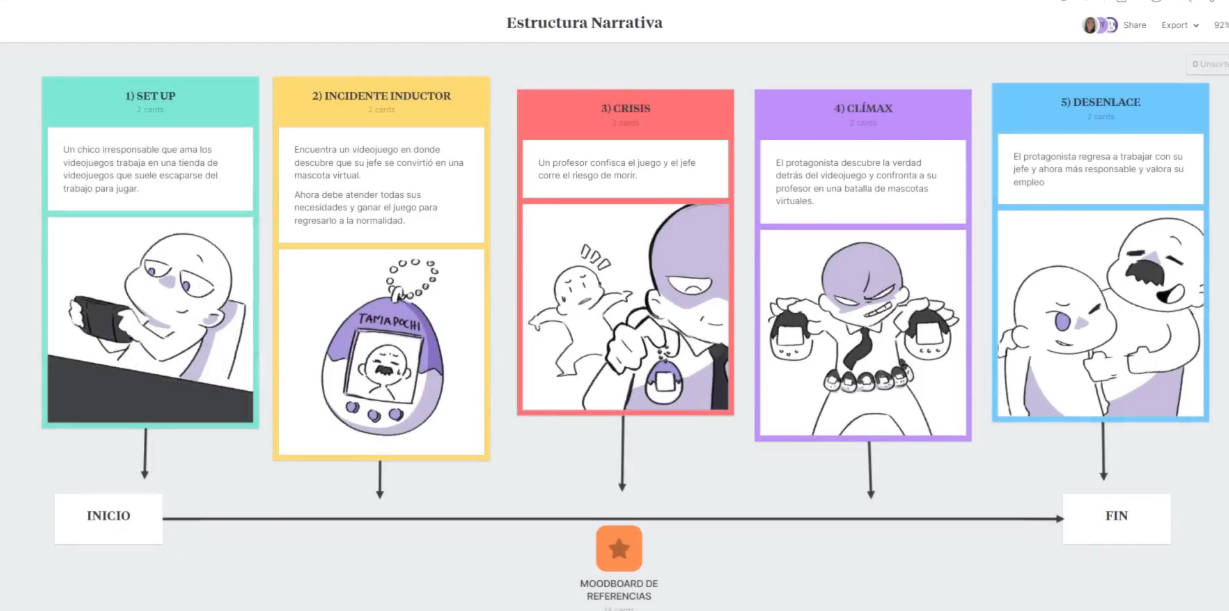 Estructura Narrativa
Share
Export
92%
0 Unsorte
1) SET UP
2 cards
Un chico irresponsable que ama los
videojuegos trabaja en una tienda de
videojuegos que suele escaparse del
trabajo para jugar.
2) INCIDENTE INDUCTOR
2 cards
Encuentra un videojuego en donde
descubre que su jefe se convirtió en una
mascota virtual.
Ahora debe atender todas sus
necesidades y ganar el juego para
regresarlo a la normalidad.
TAMAPOCHI
3) CRISIS
2 cards
Un profesor confisca el juego y el jefe
corre el riesgo de morir.
4) CLÍMAX
2 cards
El protagonista descubre la verdad
detrás del videojuego y confronta a su
profesor en una batalla de mascotas
virtuales.
5) DESENLACE
2 cards
El protagonista regresa a trabajar con su
jefe y ahora más responsable y valora su
empleo
INICIO
FIN
MOODBOARD DE
REFERENCIAS
14 cards